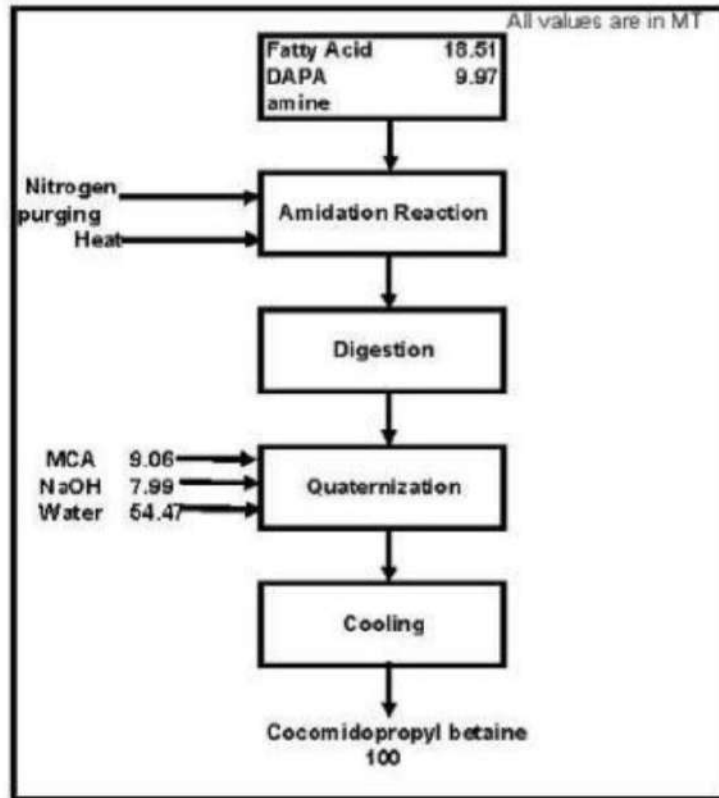 All values are in MT
Fatty Acid 18.51
DAPA 9.97
amine
Nitrogen
purging
Heat
Amidation Reaction
Digestion
MCA 9.06
NaOH 7.99
Water 54.47
Quaternization
Cooling
Cocomidopropyl betaine
100